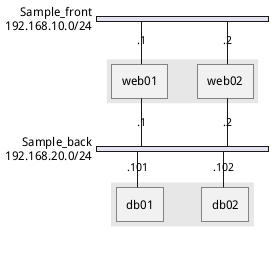 Sample_front
192.168.10.0/24
.1
.2
web01
web02
.1
.2
Sample_back
192.168.20.0/24
.101
.102
db01
db02